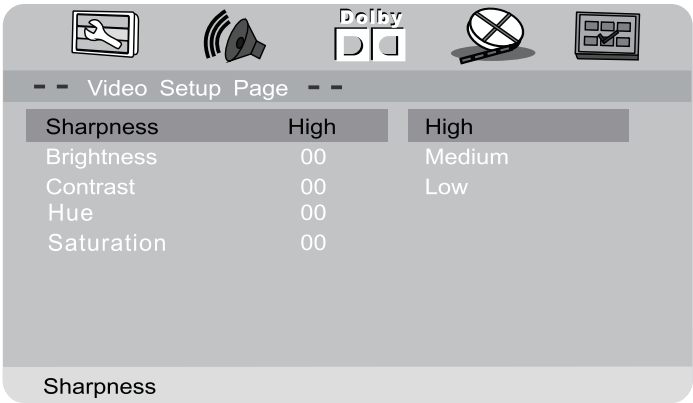 Dolby
-- Video Setup Page --
Sharpness High High
Brightness 00 Medium
Contrast 00 Low
Hue 00
Saturation 00
Sharpness